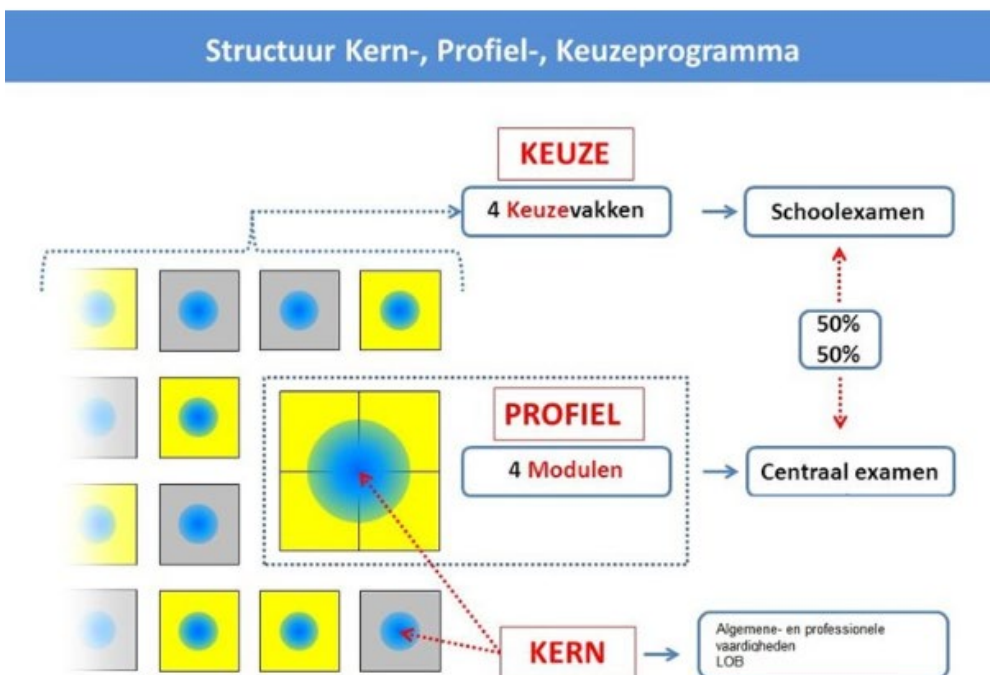 Structuur Kern-, Profiel-, Keuzeprogramma
KEUZE
4 Keuzevakken
Schoolexamen
50%
50%
PROFIEL
4 Modulen
Centraal examen
KERN
Algemene- en professionele
vaardigheden
LOB